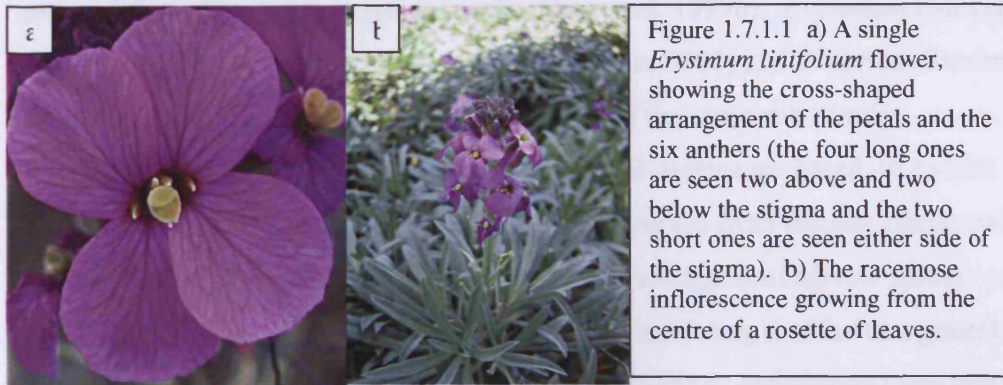 Figure 1.7.1.1 a) A single
Erysimum linifolium flower,
showing the cross-shaped
arrangement of the petals and the
six anthers (the four long ones
are seen two above and two
below the stigma and the two
short ones are seen either side of
the stigma). b) The racemose
inflorescence growing from the
centre of a rosette of leaves.